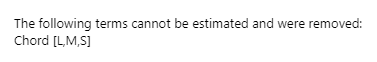 The following terms cannot be estimated and were removed:
Chord [L,M,S]